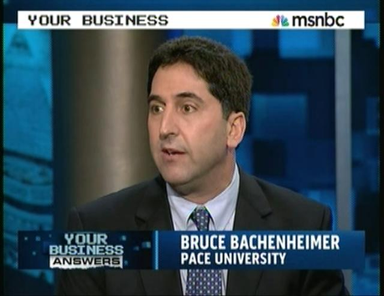 YOUR BUSINESS
msnbc
YOUR
BUSINESS
ANSWERS
BRUCE BACHENHEIMER
PACE UNIVERSITY